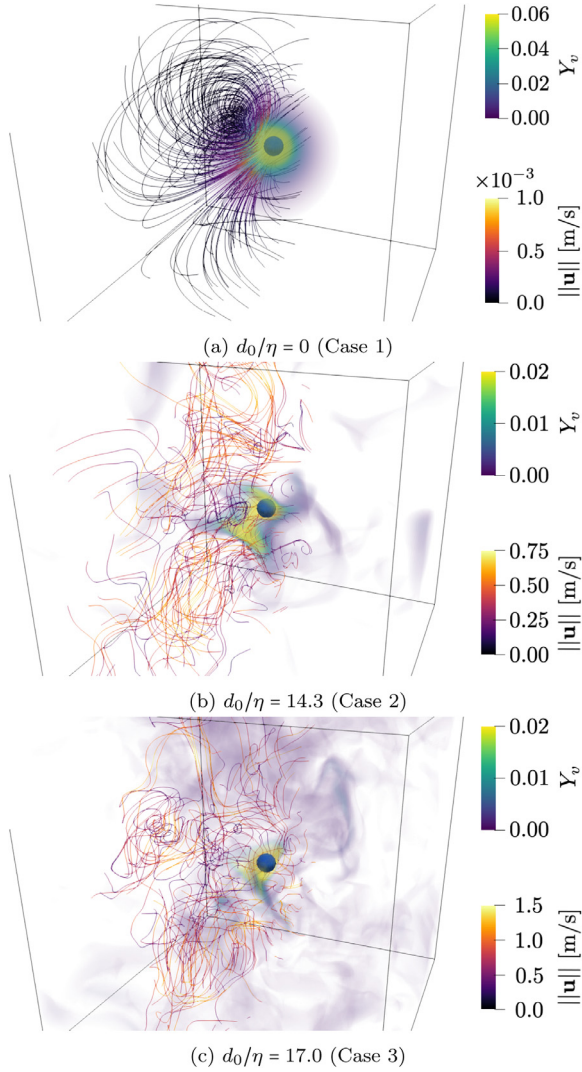 0.06
0.04
0.02
0.00
Y_v
×10⁻³
1.0
0.5
0.0
||u|| [m/s]
(a) d₀/η = 0 (Case 1)
0.02
0.01
0.00
Y_v
0.75
0.50
0.25
0.00
||u|| [m/s]
(b) d₀/η = 14.3 (Case 2)
0.02
0.01
0.00
Y_v
1.5
1.0
0.5
0.0
||u|| [m/s]
(c) d₀/η = 17.0 (Case 3)